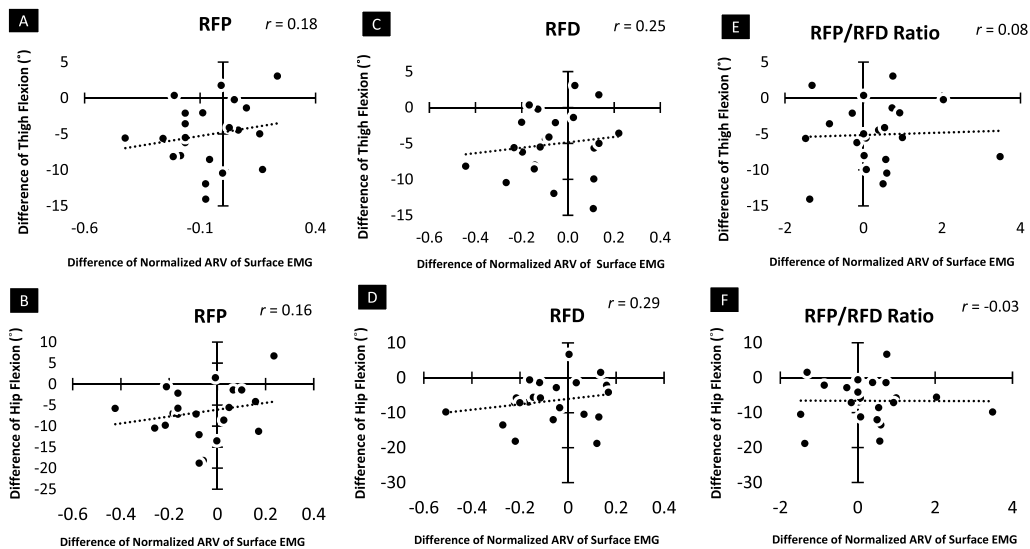 A
RFP
r = 0.18
Difference of Thigh Flexion (°)
5
0
-5
-10
-15
-0.6
-0.1
0.4
Difference of Normalized ARV of Surface EMG
C
RFD
r = 0.25
Difference of Thigh Flexion (°)
5
0
-5
-10
-15
-0.6
-0.4
-0.2
0.0
0.2
0.4
Difference of Normalized ARV of Surface EMG
E
RFP/RFD Ratio
r = 0.08
Difference of Thigh Flexion (°)
5
0
-5
-10
-15
-2
0
2
4
Difference of Normalized ARV of Surface EMG
B
RFP
r = 0.16
Difference of Hip Flexion (°)
10
5
0
-5
-10
-15
-20
-25
-0.6
-0.4
-0.2
0
0.2
0.4
Difference of Normalized ARV of Surface EMG
D
RFD
r = 0.29
Difference of Hip Flexion (°)
10
0
-10
-20
-30
-0.6
-0.4
-0.2
0
0.2
0.4
Difference of Normalized ARV of Surface EMG
F
RFP/RFD Ratio
r = -0.03
Difference of Hip Flexion (°)
10
0
-10
-20
-30
-2
0
2
4
Difference of Normalized ARV of Surface EMG